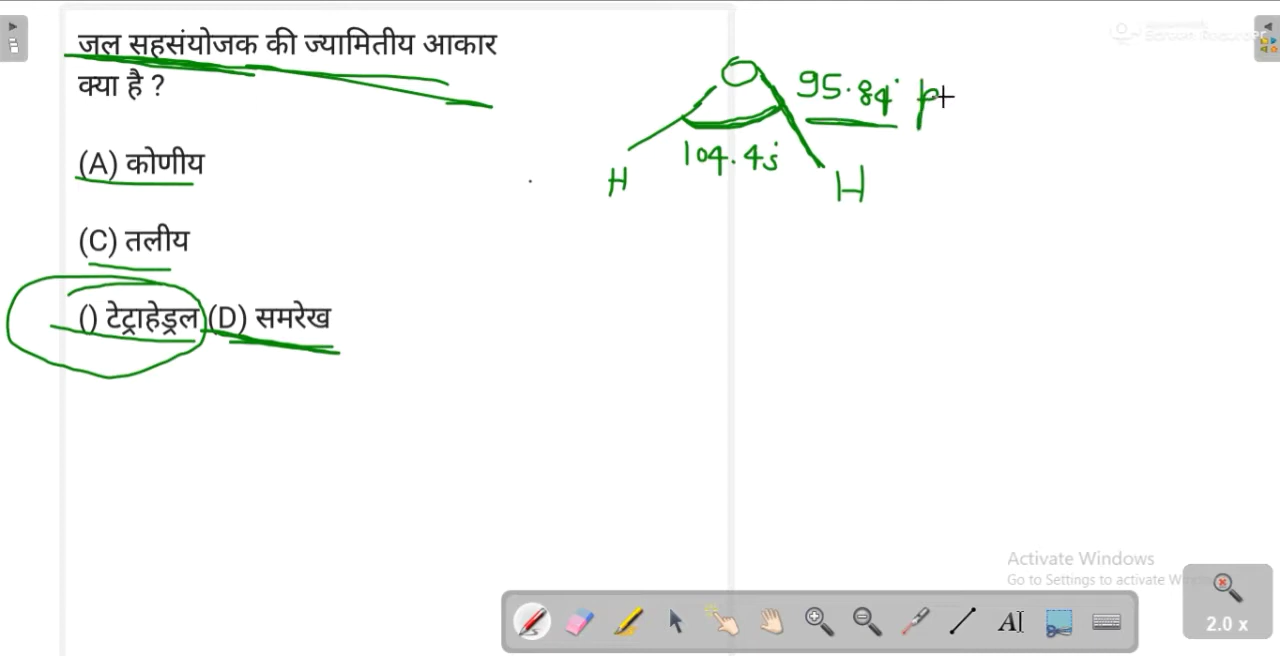 जल सहसंयोजक की ज्यामितीय आकार
क्या है ?
(A) कोणीय
(C) तलीय
() टेट्राहेड्रल (D) समरेख
O
95.84
104.45
H
H
Activate Windows
Go to Settings to activate
2.0 x